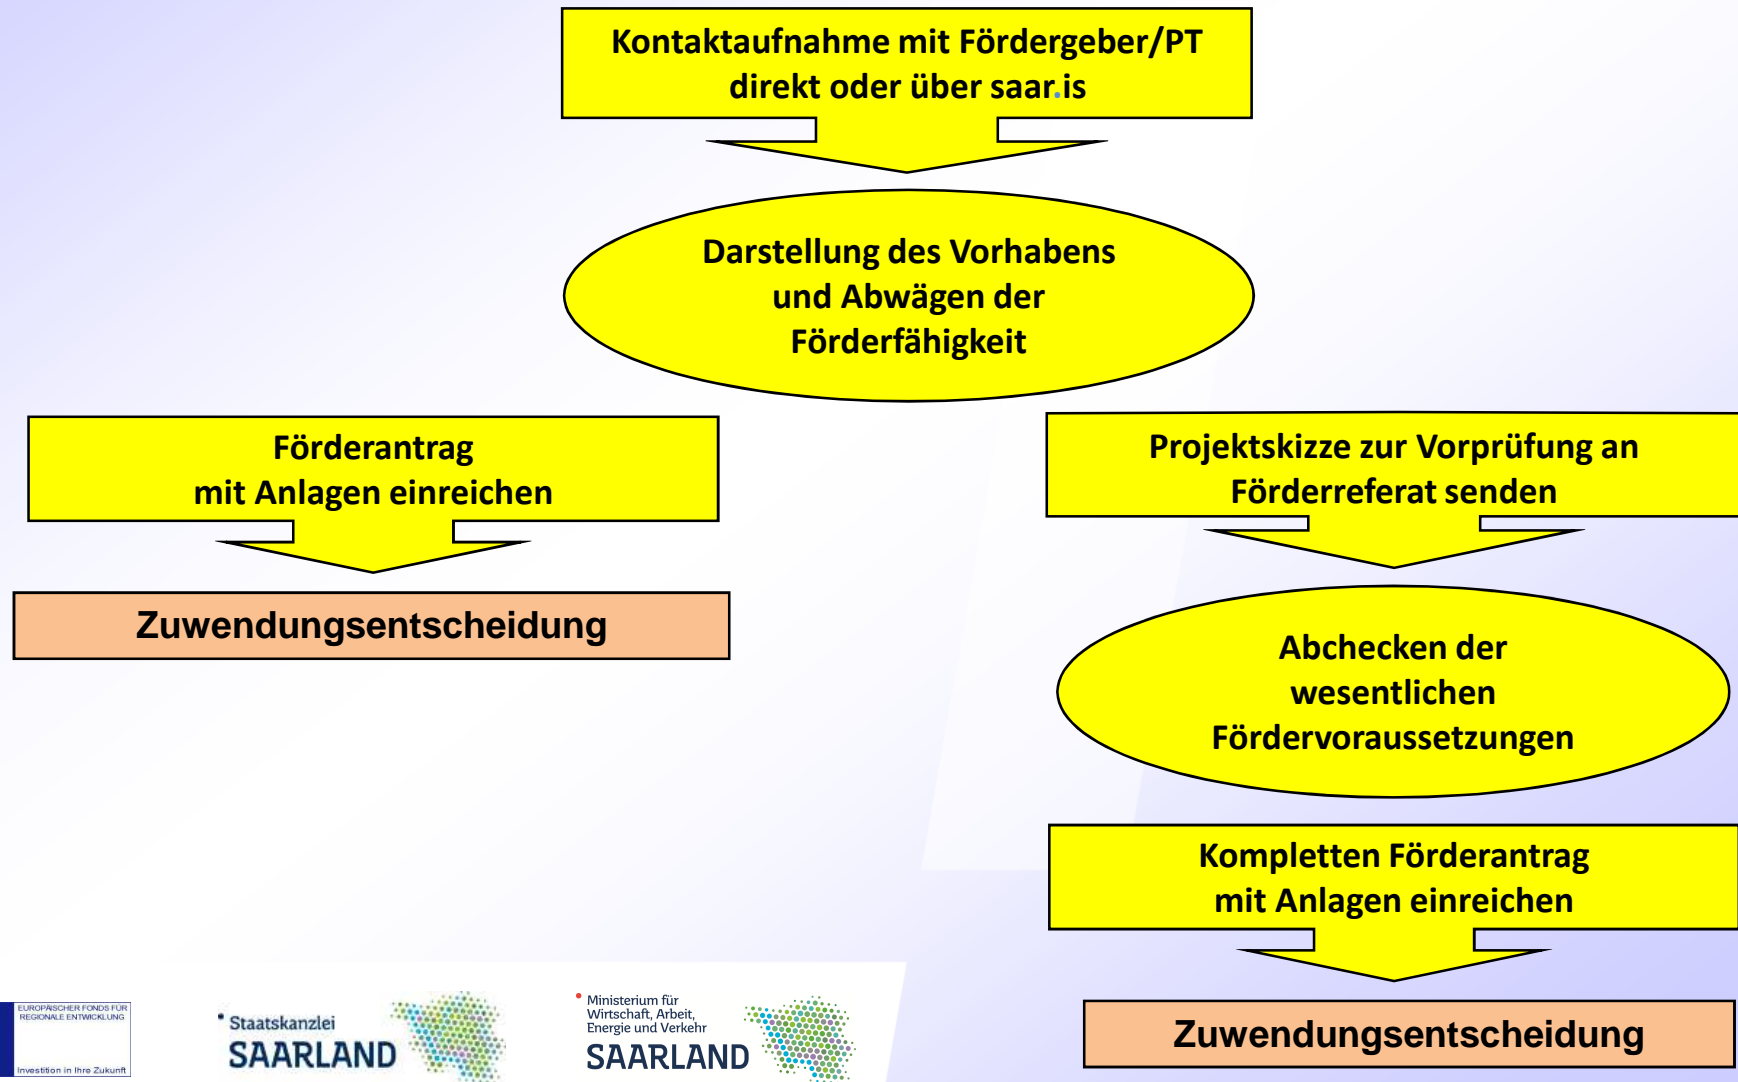 Kontaktaufnahme mit Fördergeber/PT
direkt oder über saar.is
Darstellung des Vorhabens
und Abwägen der
Förderfähigkeit
Förderantrag
mit Anlagen einreichen
Zuwendungsentscheidung
Projektskizze zur Vorprüfung an
Förderreferat senden
Abchecken der
wesentlichen
Fördervoraussetzungen
Kompletten Förderantrag
mit Anlagen einreichen
Zuwendungsentscheidung
EUROPÄISCHER FONDS FÜR
REGIONALE ENTWICKLUNG
Investition in Ihre Zukunft
Staatskanzlei
SAARLAND
Ministerium für
Wirtschaft, Arbeit,
Energie und Verkehr
SAARLAND